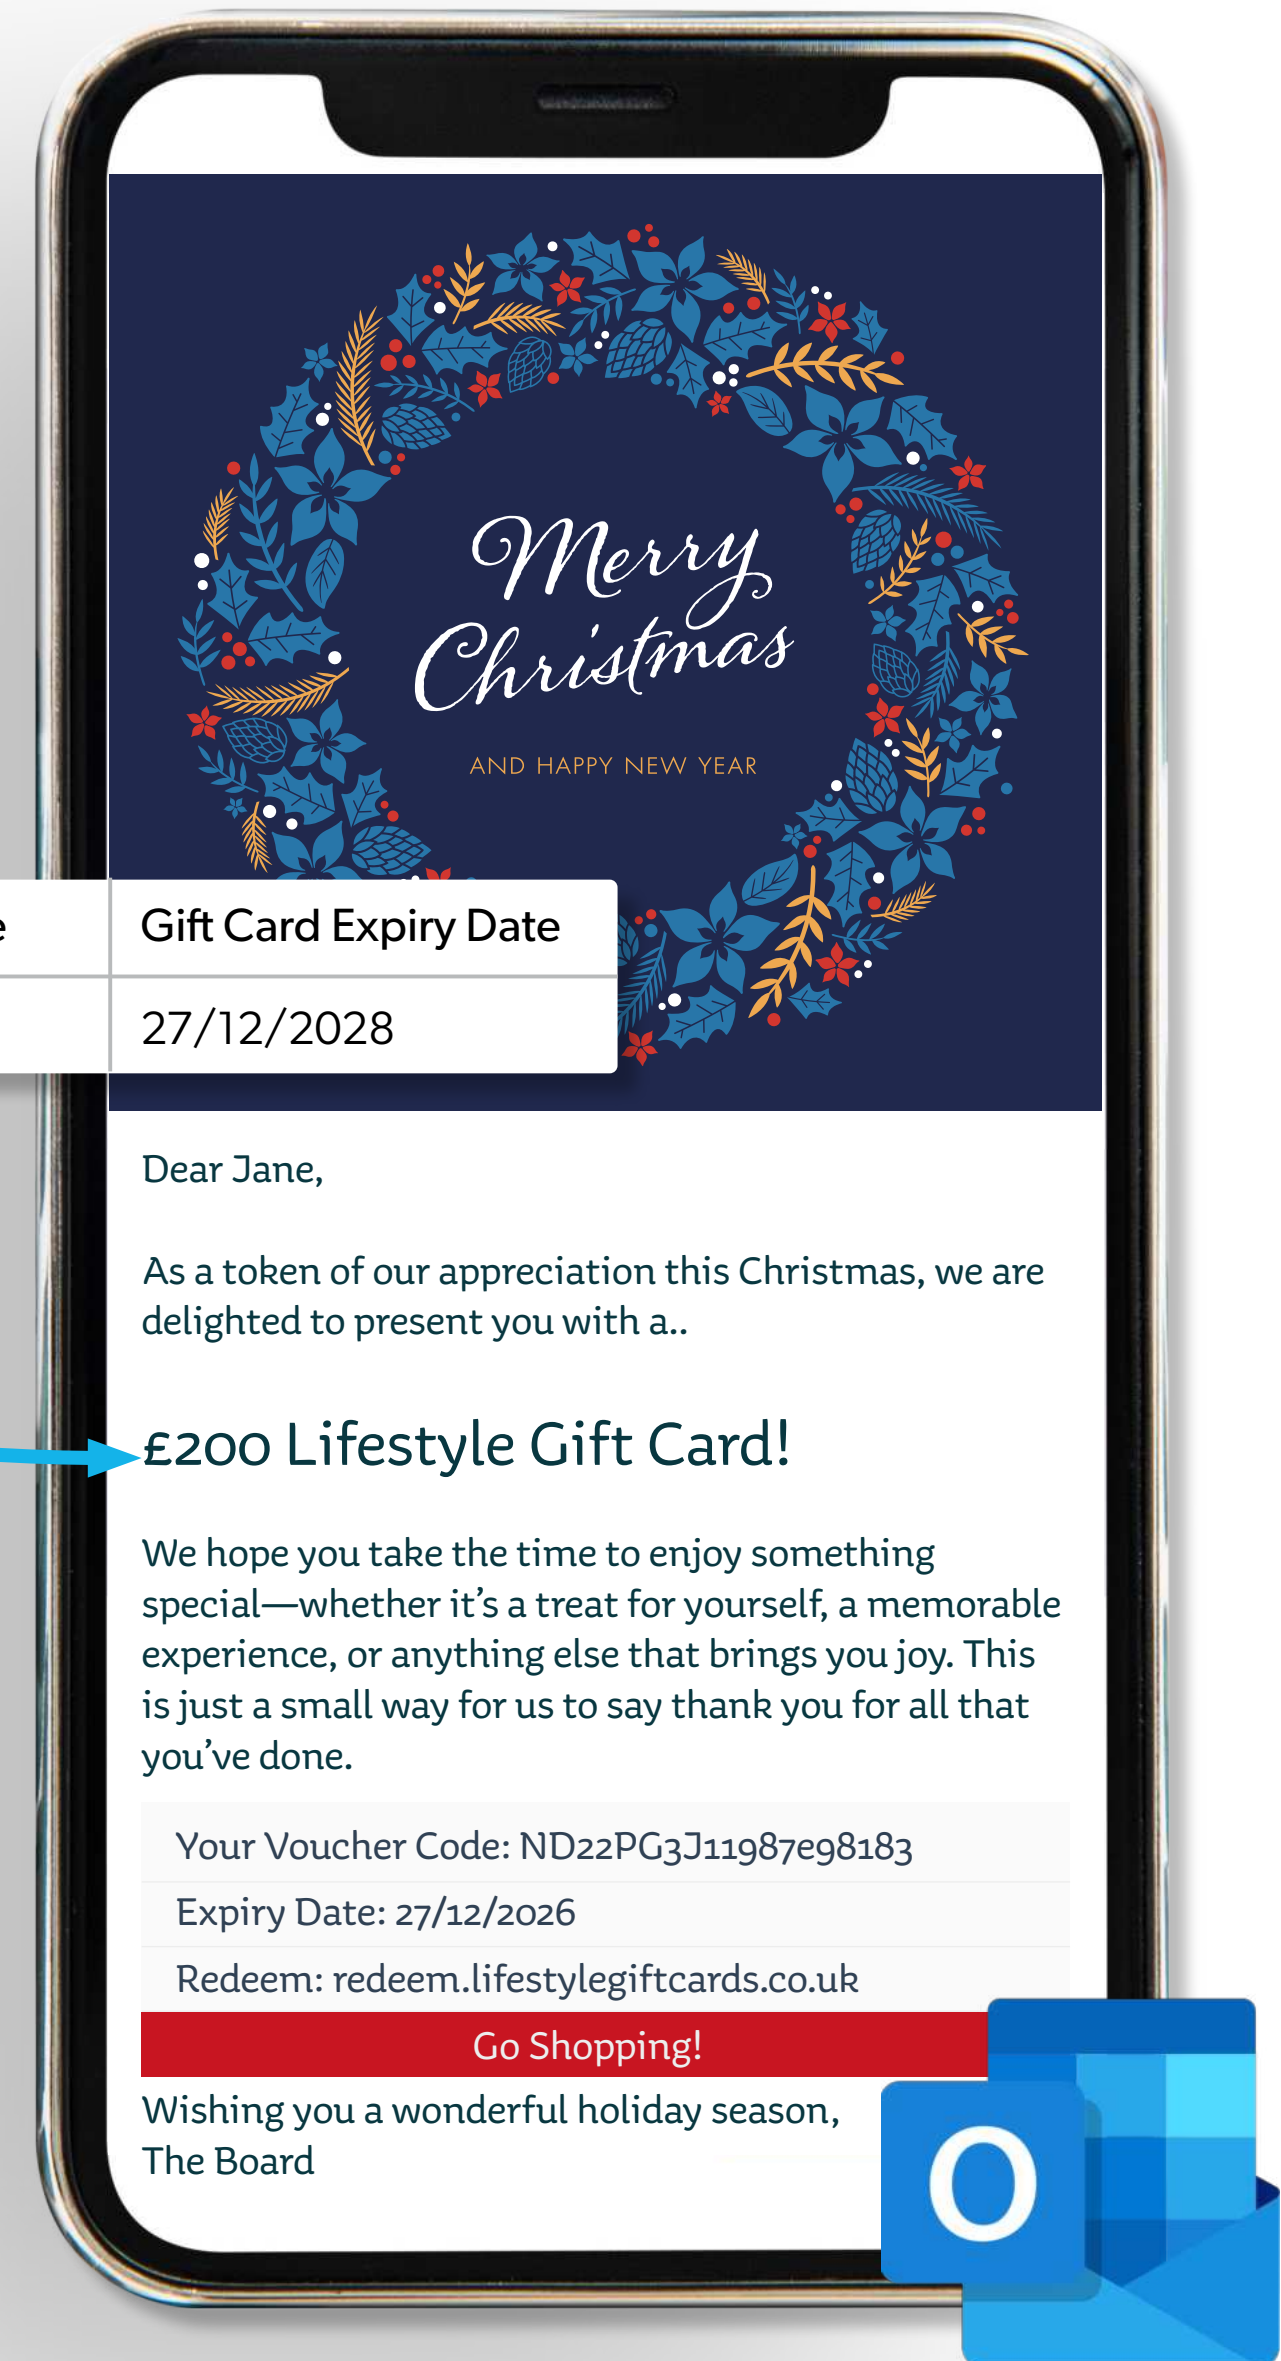 Merry
Christmas
AND HAPPY NEW YEAR
e
Gift Card Expiry Date
27/12/2028
Dear Jane,
As a token of our appreciation this Christmas, we are
delighted to present you with a..
£200 Lifestyle Gift Card!
We hope you take the time to enjoy something
special—whether it's a treat for yourself, a memorable
experience, or anything else that brings you joy. This
is just a small way for us to say thank you for all that
you've done.
Your Voucher Code: ND22PG3J11987e98183
Expiry Date: 27/12/2026
Redeem: redeem.lifestylegiftcards.co.uk
Go Shopping!
Wishing you a wonderful holiday season,
The Board
O